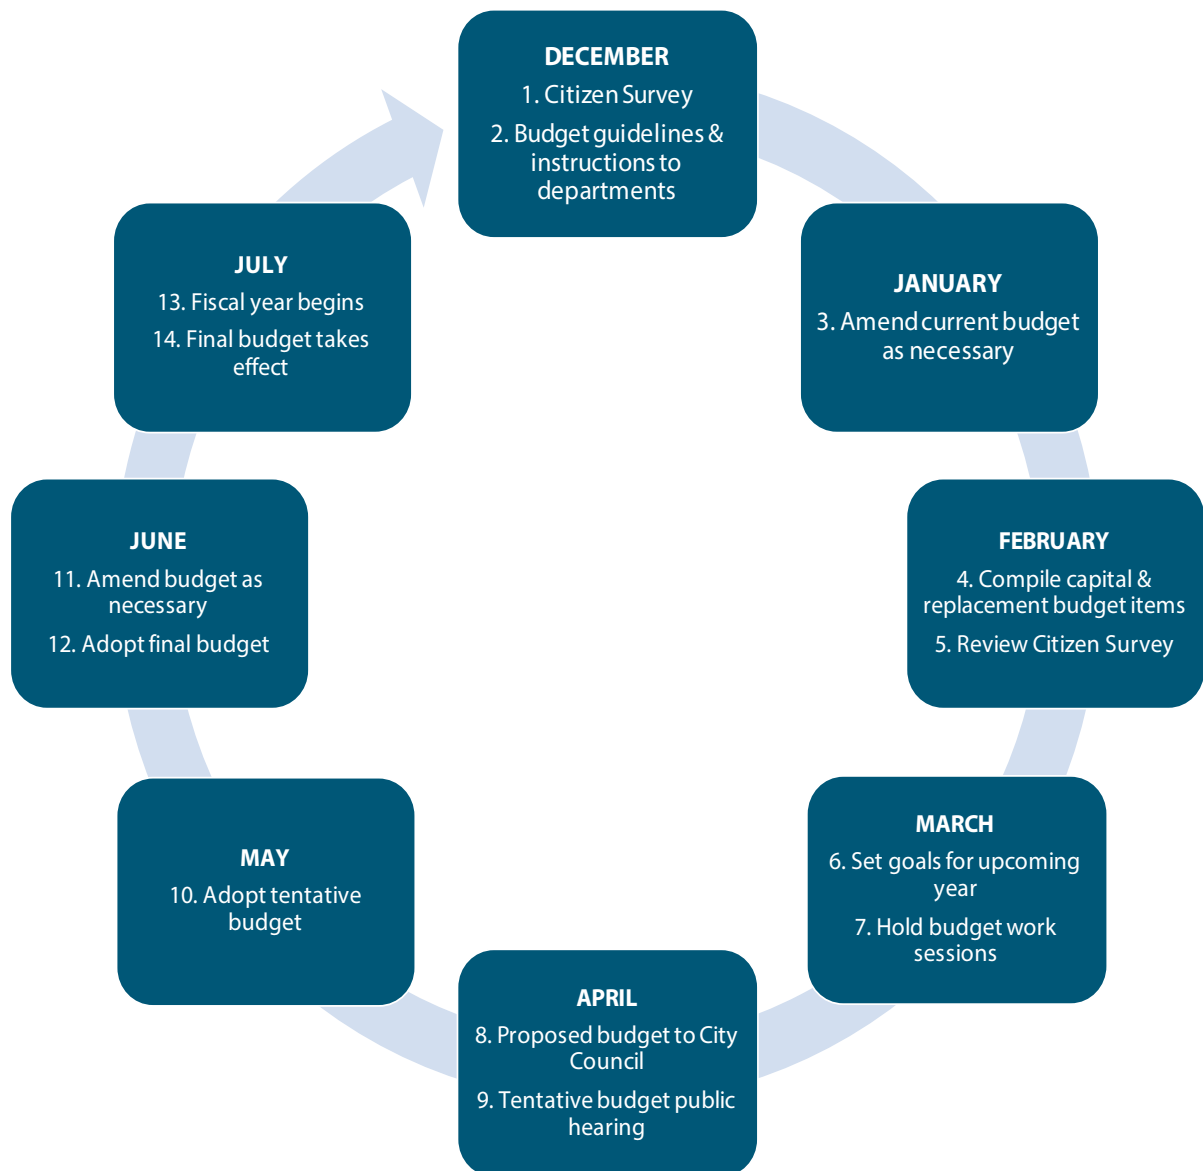 DECEMBER
1. Citizen Survey
2. Budget guidelines &
instructions to
departments
JANUARY
3. Amend current budget
as necessary
FEBRUARY
4. Compile capital &
replacement budget items
5. Review Citizen Survey
MARCH
6. Set goals for upcoming
year
7. Hold budget work
sessions
APRIL
8. Proposed budget to City
Council
9. Tentative budget public
hearing
MAY
10. Adopt tentative
budget
JUNE
11. Amend budget as
necessary
12. Adopt final budget
JULY
13. Fiscal year begins
14. Final budget takes
effect